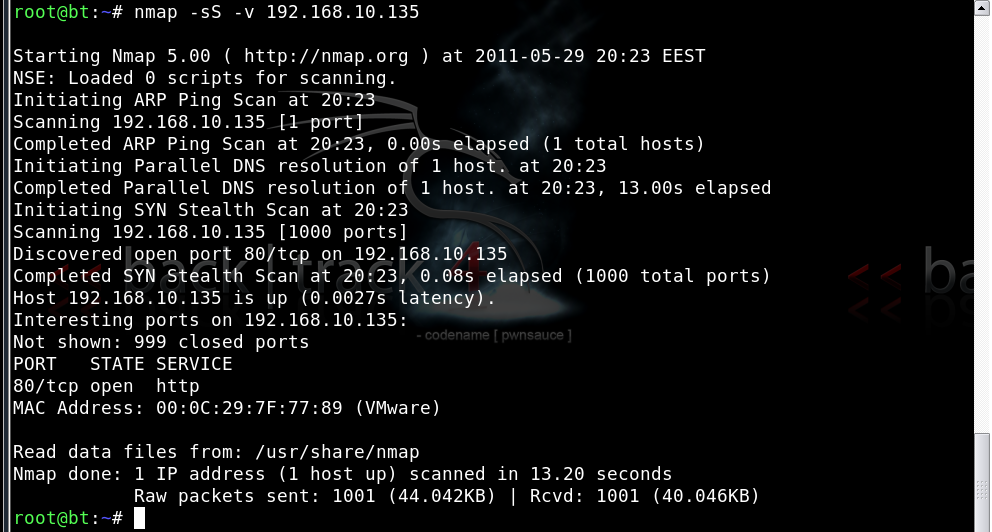 root@bt:~# nmap -sS -v 192.168.10.135
Starting Nmap 5.00 ( http://nmap.org ) at 2011-05-29 20:23 EEST
NSE: Loaded 0 scripts for scanning.
Initiating ARP Ping Scan at 20:23
Scanning 192.168.10.135 [1 port]
Completed ARP Ping Scan at 20:23, 0.00s elapsed (1 total hosts)
Initiating Parallel DNS resolution of 1 host. at 20:23
Completed Parallel DNS resolution of 1 host. at 20:23, 13.00s elapsed
Initiating SYN Stealth Scan at 20:23
Scanning 192.168.10.135 [1000 ports]
Discovered open port 80/tcp on 192.168.10.135
Completed SYN Stealth Scan at 20:23, 0.08s elapsed (1000 total ports)
Host 192.168.10.135 is up (0.0027s latency).
Interesting ports on 192.168.10.135:
Not shown: 999 closed ports
PORT   STATE SERVICE
80/tcp open  http
MAC Address: 00:0C:29:7F:77:89 (VMware)
Read data files from: /usr/share/nmap
Nmap done: 1 IP address (1 host up) scanned in 13.20 seconds
Raw packets sent: 1001 (44.042KB) | Rcvd: 1001 (40.046KB)
root@bt:~#
<< back | track 4
- codename [ pwnsauce ]
<< ba